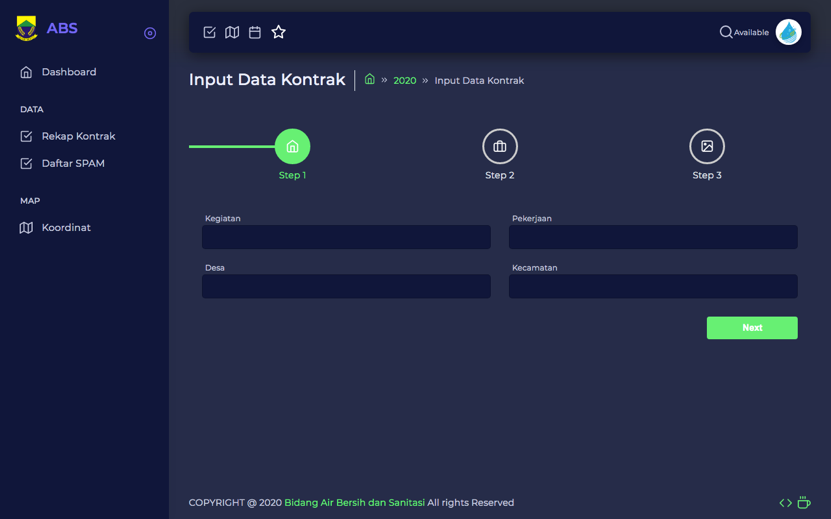 ABS
Available
Dashboard
DATA
Rekap Kontrak
Daftar SPAM
MAP
Koordinat
Input Data Kontrak
» 2020 » Input Data Kontrak
Step 1
Step 2
Step 3
Kegiatan
Pekerjaan
Desa
Kecamatan
Next
COPYRIGHT @ 2020 Bidang Air Bersih dan Sanitasi All rights Reserved